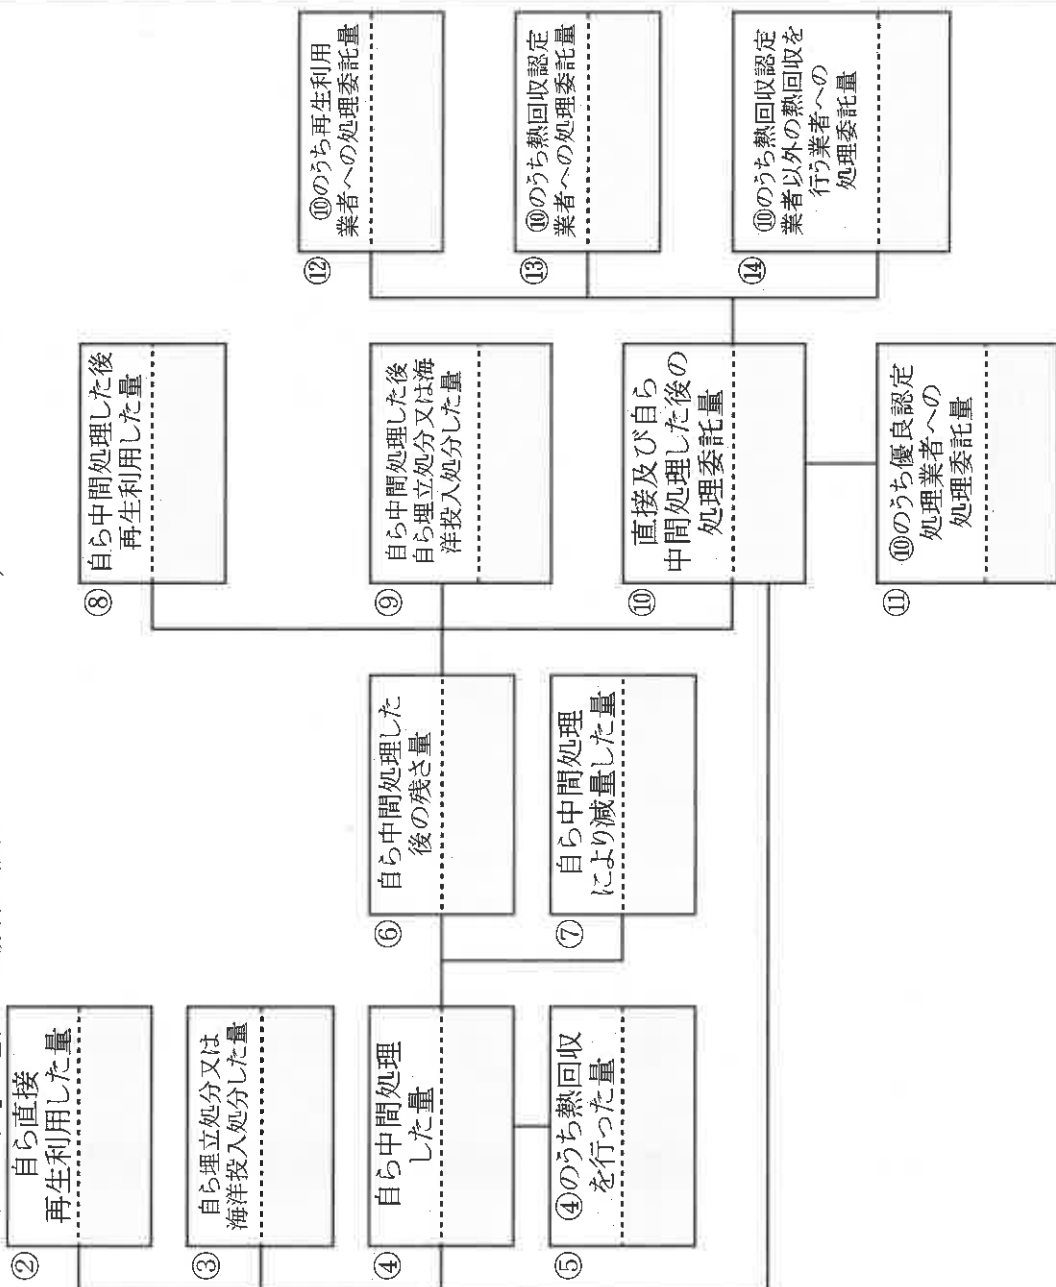 ②
自ら直接
再生利用した量
③
自ら埋立処分又は
海洋投入処分した量
④
自ら中間処理
した量
⑤
④のうち熱回収
を行った量
⑥
自ら中間処理した
後の残さ量
⑦
自ら中間処理
により減量した量
⑧
自ら中間処理した後
再生利用した量
⑨
自ら中間処理した後
自ら埋立処分又は海
洋投入処分した量
⑩
直接及び自ら
中間処理した後の
処理委託量
⑪
⑩のうち優良認定
処理業者への
処理委託量
⑫
⑩のうち再生利用
業者への処理委託量
⑬
⑩のうち熱回収認定
業者への処理委託量
⑭
⑩のうち熱回収認定
業者以外の熱回収を
行う業者への
処理委託量